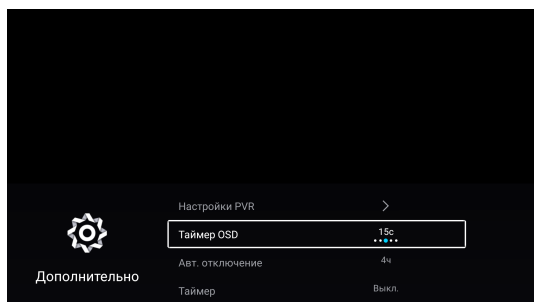 Настройки PVR
Таймер OSD 15с
Авт. отключение 4ч
Дополнительно
Таймер Выкл.